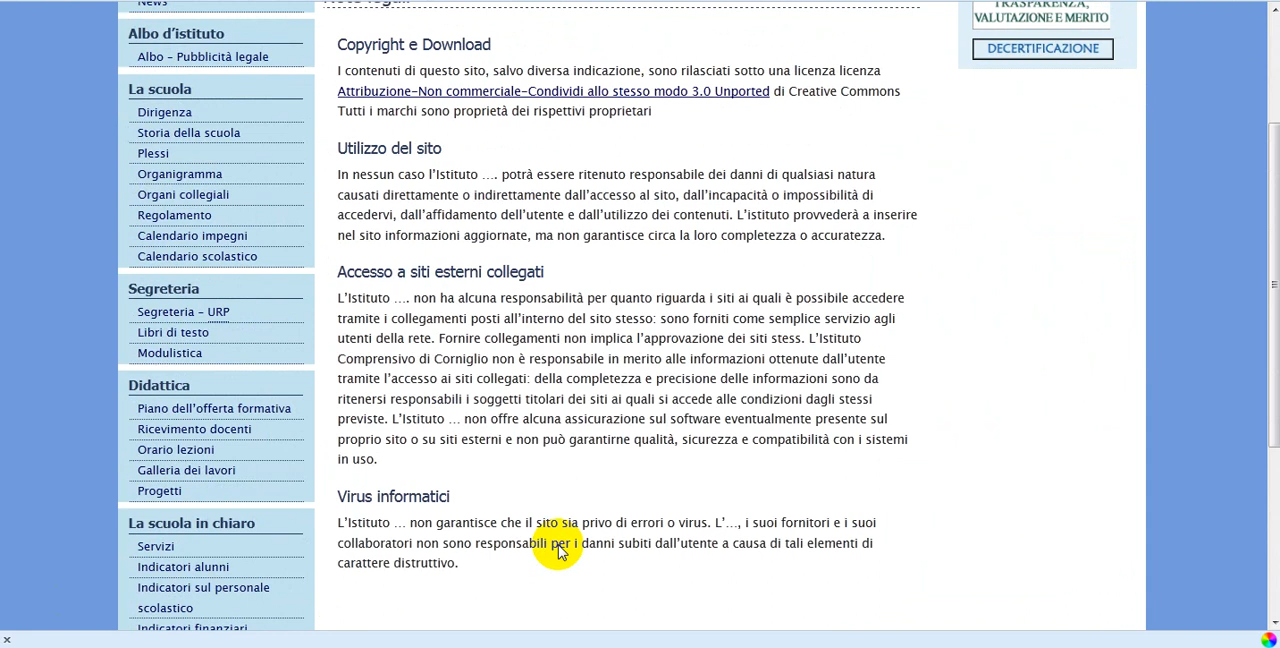 News
Albo d'istituto
Albo – Pubblicità legale
La scuola
Dirigenza
Storia della scuola
Plessi
Organigramma
Organi collegiali
Regolamento
Calendario impegni
Calendario scolastico
Segreteria
Segreteria – URP
Libri di testo
Modulistica
Didattica
Piano dell'offerta formativa
Ricevimento docenti
Orario lezioni
Galleria dei lavori
Progetti
La scuola in chiaro
Servizi
Indicatori alunni
Indicatori sul personale
scolastico
Indicatori finanziari
Note legali
Copyright e Download
I contenuti di questo sito, salvo diversa indicazione, sono rilasciati sotto una licenza licenza
Attribuzione-Non commerciale-Condividi allo stesso modo 3.0 Unported di Creative Commons
Tutti i marchi sono proprietà dei rispettivi proprietari
Utilizzo del sito
In nessun caso l'Istituto …. potrà essere ritenuto responsabile dei danni di qualsiasi natura
causati direttamente o indirettamente dall'accesso al sito, dall'incapacità o impossibilità di
accedervi, dall'affidamento dell'utente e dall'utilizzo dei contenuti. L'istituto provvederà a inserire
nel sito informazioni aggiornate, ma non garantisce circa la loro completezza o accuratezza.
Accesso a siti esterni collegati
L'Istituto …. non ha alcuna responsabilità per quanto riguarda i siti ai quali è possibile accedere
tramite i collegamenti posti all'interno del sito stesso: sono forniti come semplice servizio agli
utenti della rete. Fornire collegamenti non implica l'approvazione dei siti stess. L'Istituto
Comprensivo di Corniglio non è responsabile in merito alle informazioni ottenute dall'utente
tramite l'accesso ai siti collegati: della completezza e precisione delle informazioni sono da
ritenersi responsabili i soggetti titolari dei siti ai quali si accede alle condizioni dagli stessi
previste. L'Istituto … non offre alcuna assicurazione sul software eventualmente presente sul
proprio sito o su siti esterni e non può garantirne qualità, sicurezza e compatibilità con i sistemi
in uso.
Virus informatici
L'Istituto … non garantisce che il sito sia privo di errori o virus. L'…, i suoi fornitori e i suoi
collaboratori non sono responsabili per i danni subiti dall'utente a causa di tali elementi di
carattere distruttivo.
TRASPARENZA,
VALUTAZIONE E MERITO
DECERTIFICAZIONE